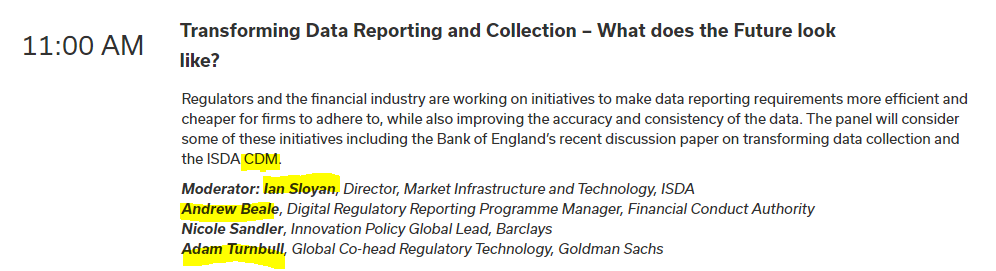 11:00 AM
Transforming Data Reporting and Collection – What does the Future look
like?
Regulators and the financial industry are working on initiatives to make data reporting requirements more efficient and
cheaper for firms to adhere to, while also improving the accuracy and consistency of the data. The panel will consider
some of these initiatives including the Bank of England's recent discussion paper on transforming data collection and
the ISDA CDM.
Moderator: Ian Sloyan, Director, Market Infrastructure and Technology, ISDA
Andrew Beale, Digital Regulatory Reporting Programme Manager, Financial Conduct Authority
Nicole Sandler, Innovation Policy Global Lead, Barclays
Adam Turnbull, Global Co-head Regulatory Technology, Goldman Sachs